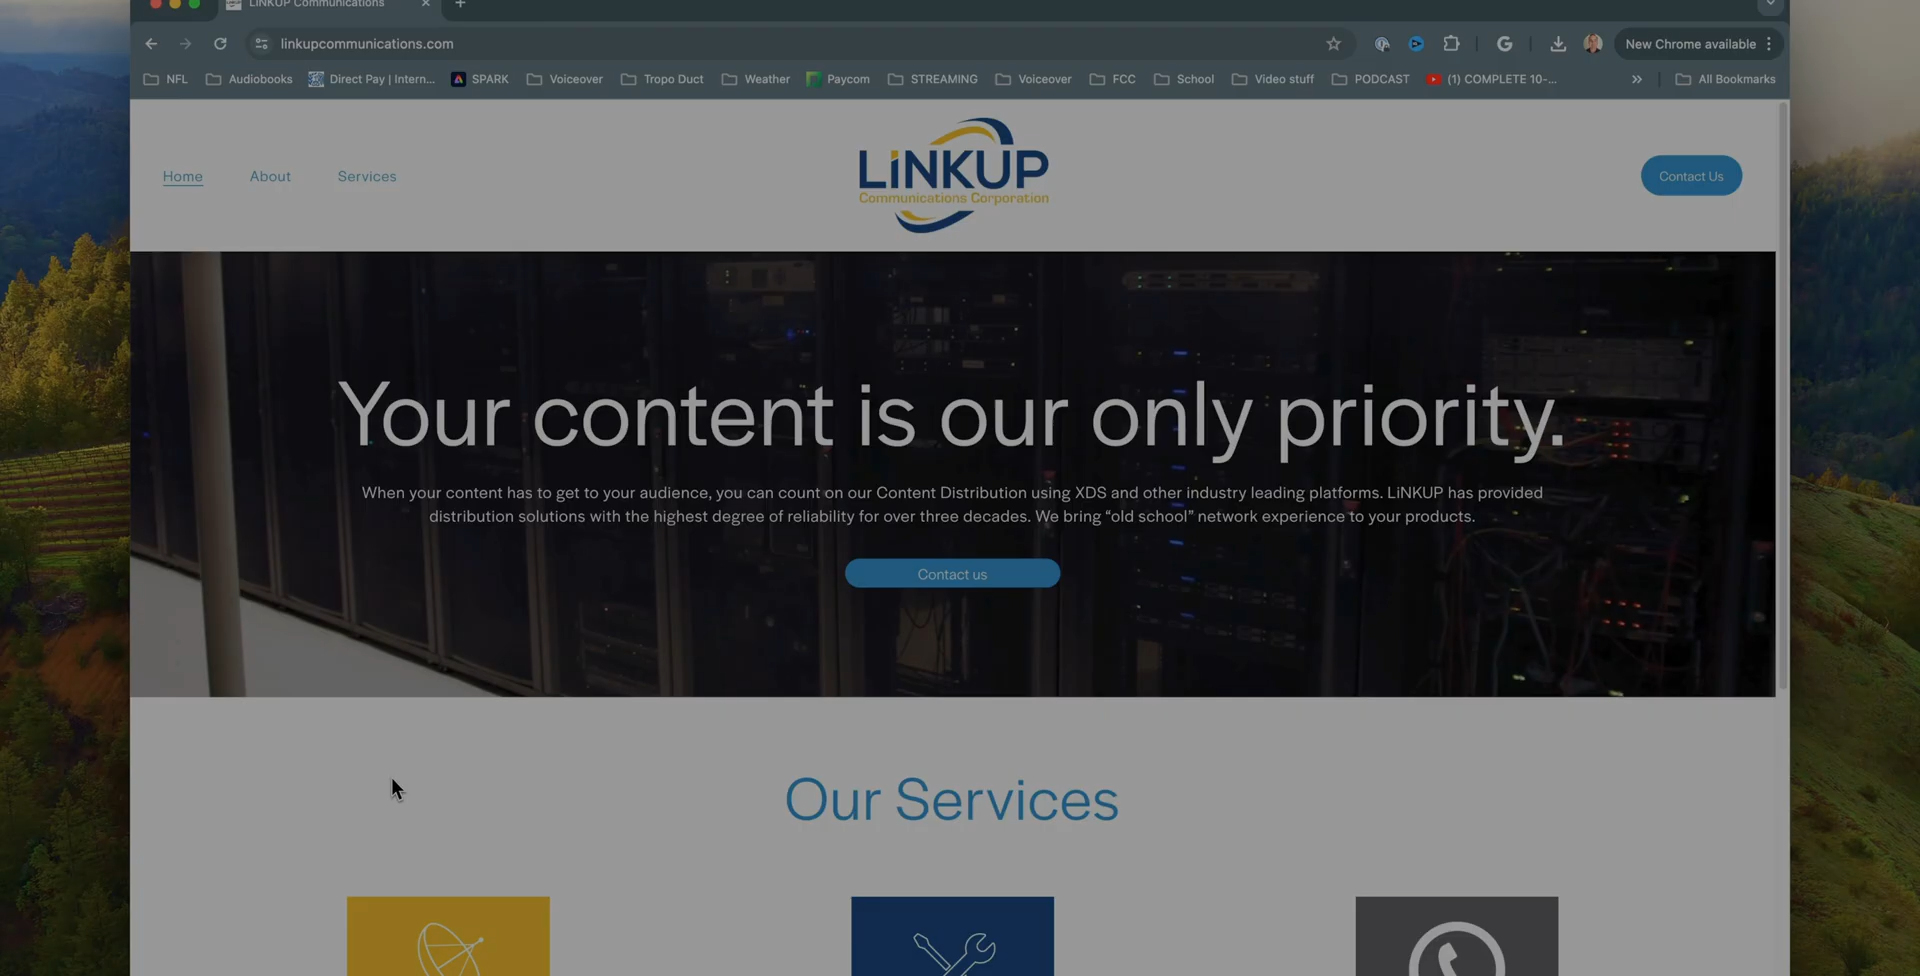 LiNKUP Communications
linkupcommunications.com
New Chrome available
NFL
Audiobooks
Direct Pay | Intern...
SPARK
Voiceover
Tropo Duct
Weather
Paycom
STREAMING
Voiceover
FCC
School
Video stuff
PODCAST
(1) COMPLETE 10-...
All Bookmarks
Home
About
Services
LiNKUP
Communications Corporation
Contact Us
Your content is our only priority.
When your content has to get to your audience, you can count on our Content Distribution using XDS and other industry leading platforms. LiNKUP has provided
distribution solutions with the highest degree of reliability for over three decades. We bring “old school” network experience to your products.
Contact us
Our Services